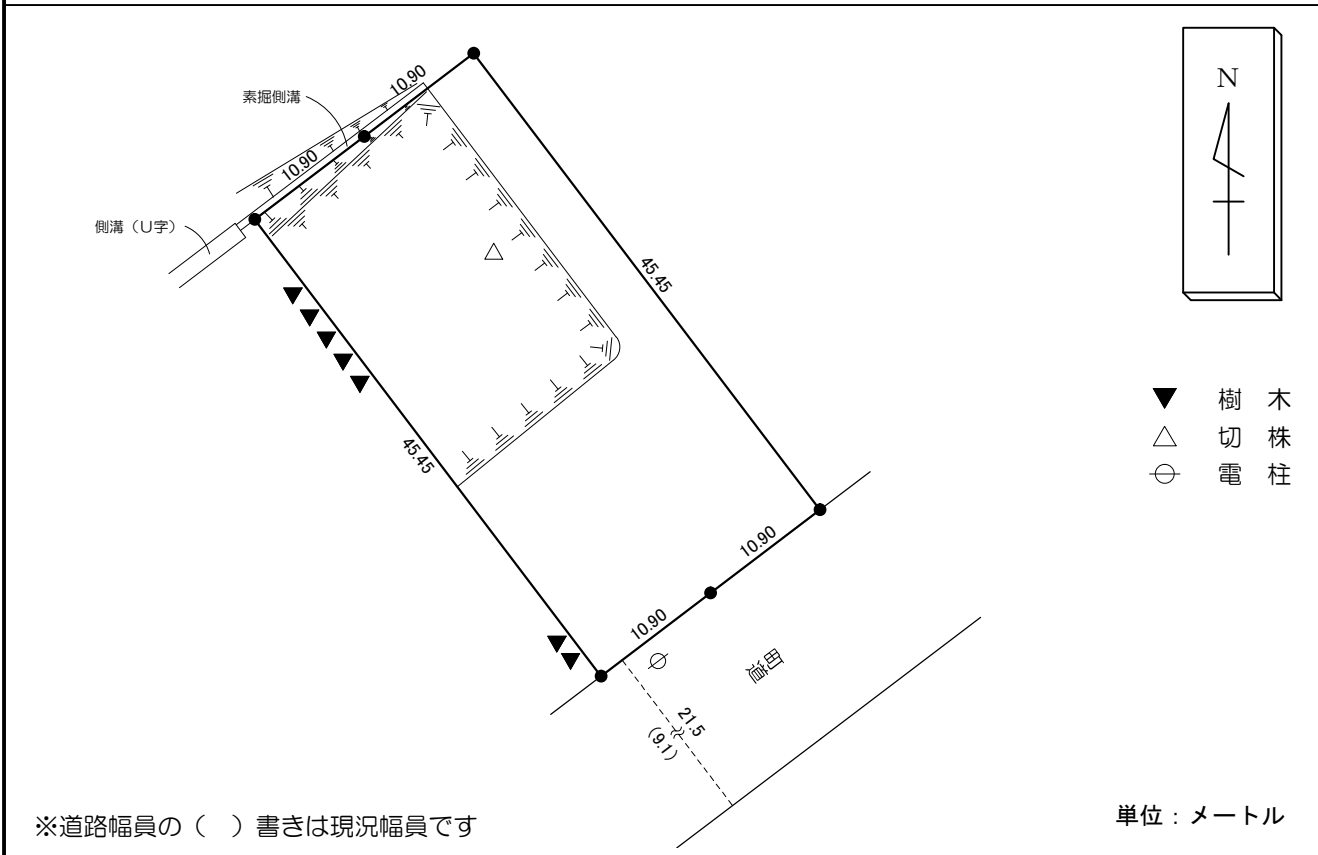 N
10.90
素掘側溝
10.90
側溝（U字）
45.45
45.45
樹 木
切 株
電 柱
10.90
10.90
町道
21.5
(9.1)
※道路幅員の（ ）書きは現況幅員です
単位：メートル